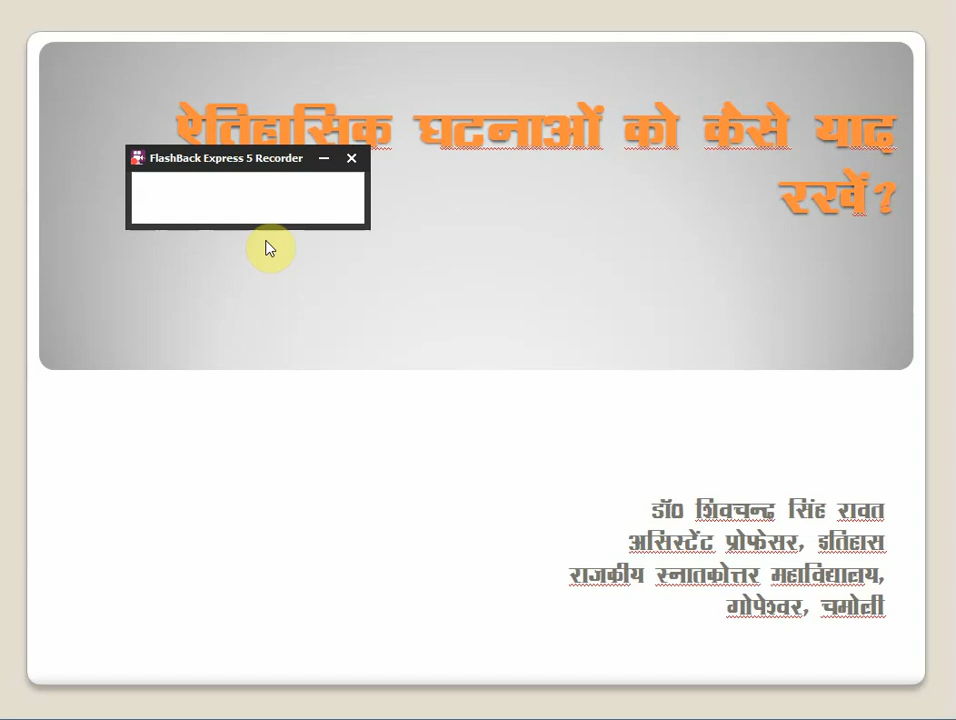 ऐतिहासिक घटनाओं को कैसे याद
रखें?
FlashBack Express 5 Recorder
डॉ0 शिवचन्द्र सिंह रावत
असिस्टेंट प्रोफेसर, इतिहास
राजकीय स्नातकोत्तर महाविद्यालय,
गोपेश्वर, चमोली